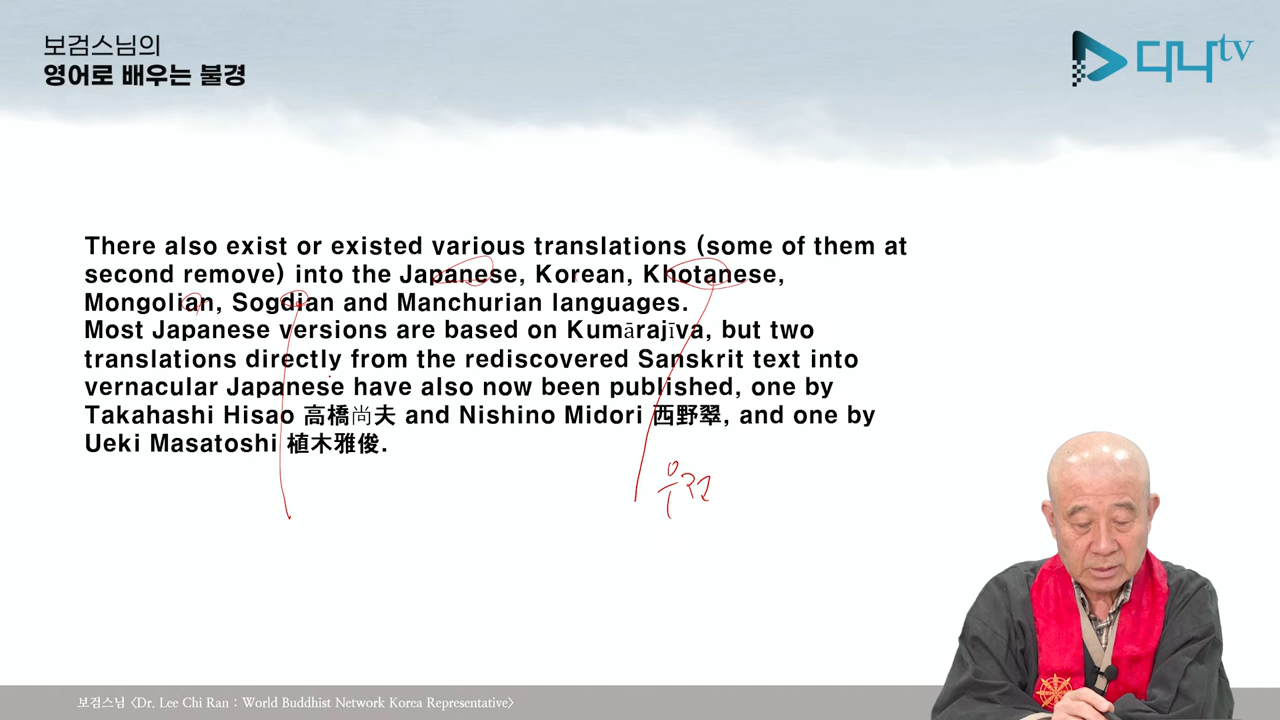 보검스님의
영어로 배우는 불경
디나tv
There also exist or existed various translations (some of them at
second remove) into the Japanese, Korean, Khotanese,
Mongolian, Sogdian and Manchurian languages.
Most Japanese versions are based on Kumārajīva, but two
translations directly from the rediscovered Sanskrit text into
vernacular Japanese have also now been published, one by
Takahashi Hisao 高橋尚夫 and Nishino Midori 西野翠, and one by
Ueki Masatoshi 植木雅俊.
우전
보검스님 <Dr. Lee Chi Ran : World Buddhist Network Korea Representative>